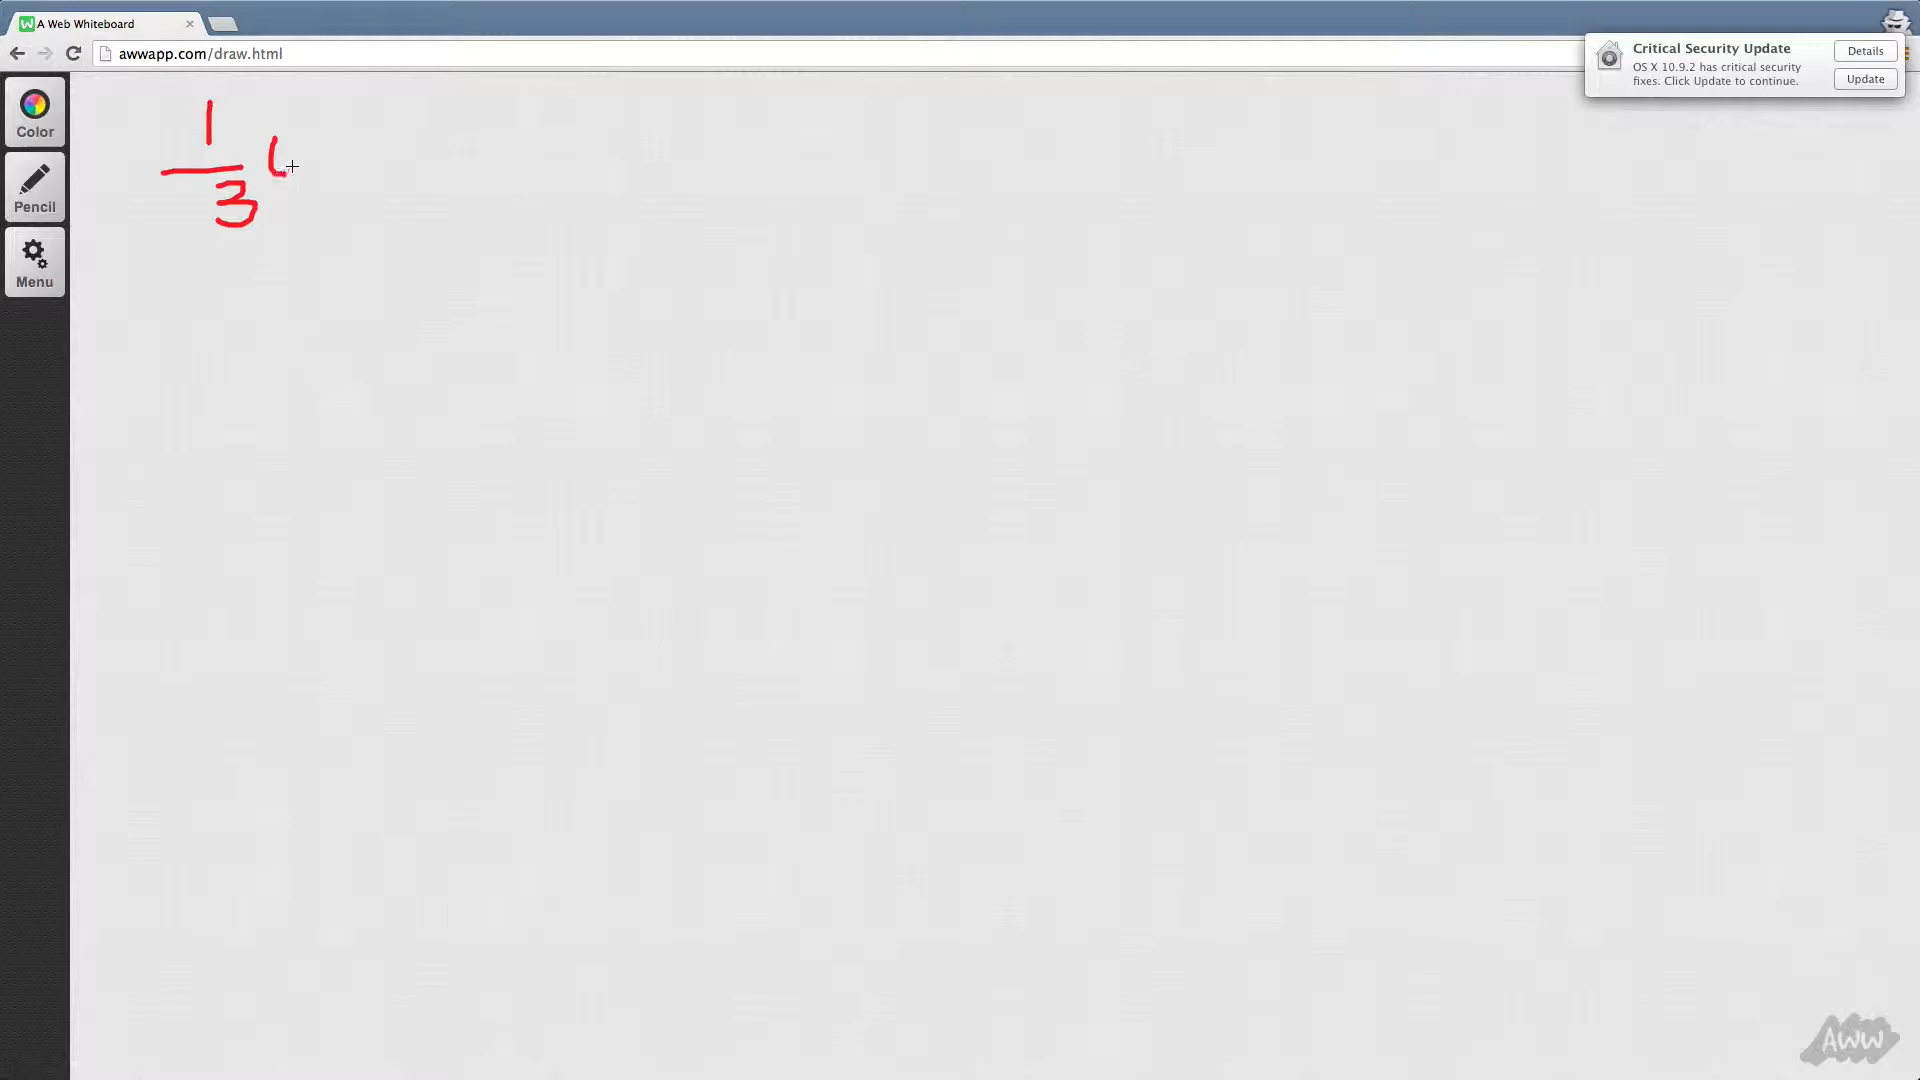 A Web Whiteboard
awwapp.com/draw.html
Critical Security Update
OS X 10.9.2 has critical security
fixes. Click Update to continue.
Details
Update
Color
Pencil
Menu
1
3
AWW